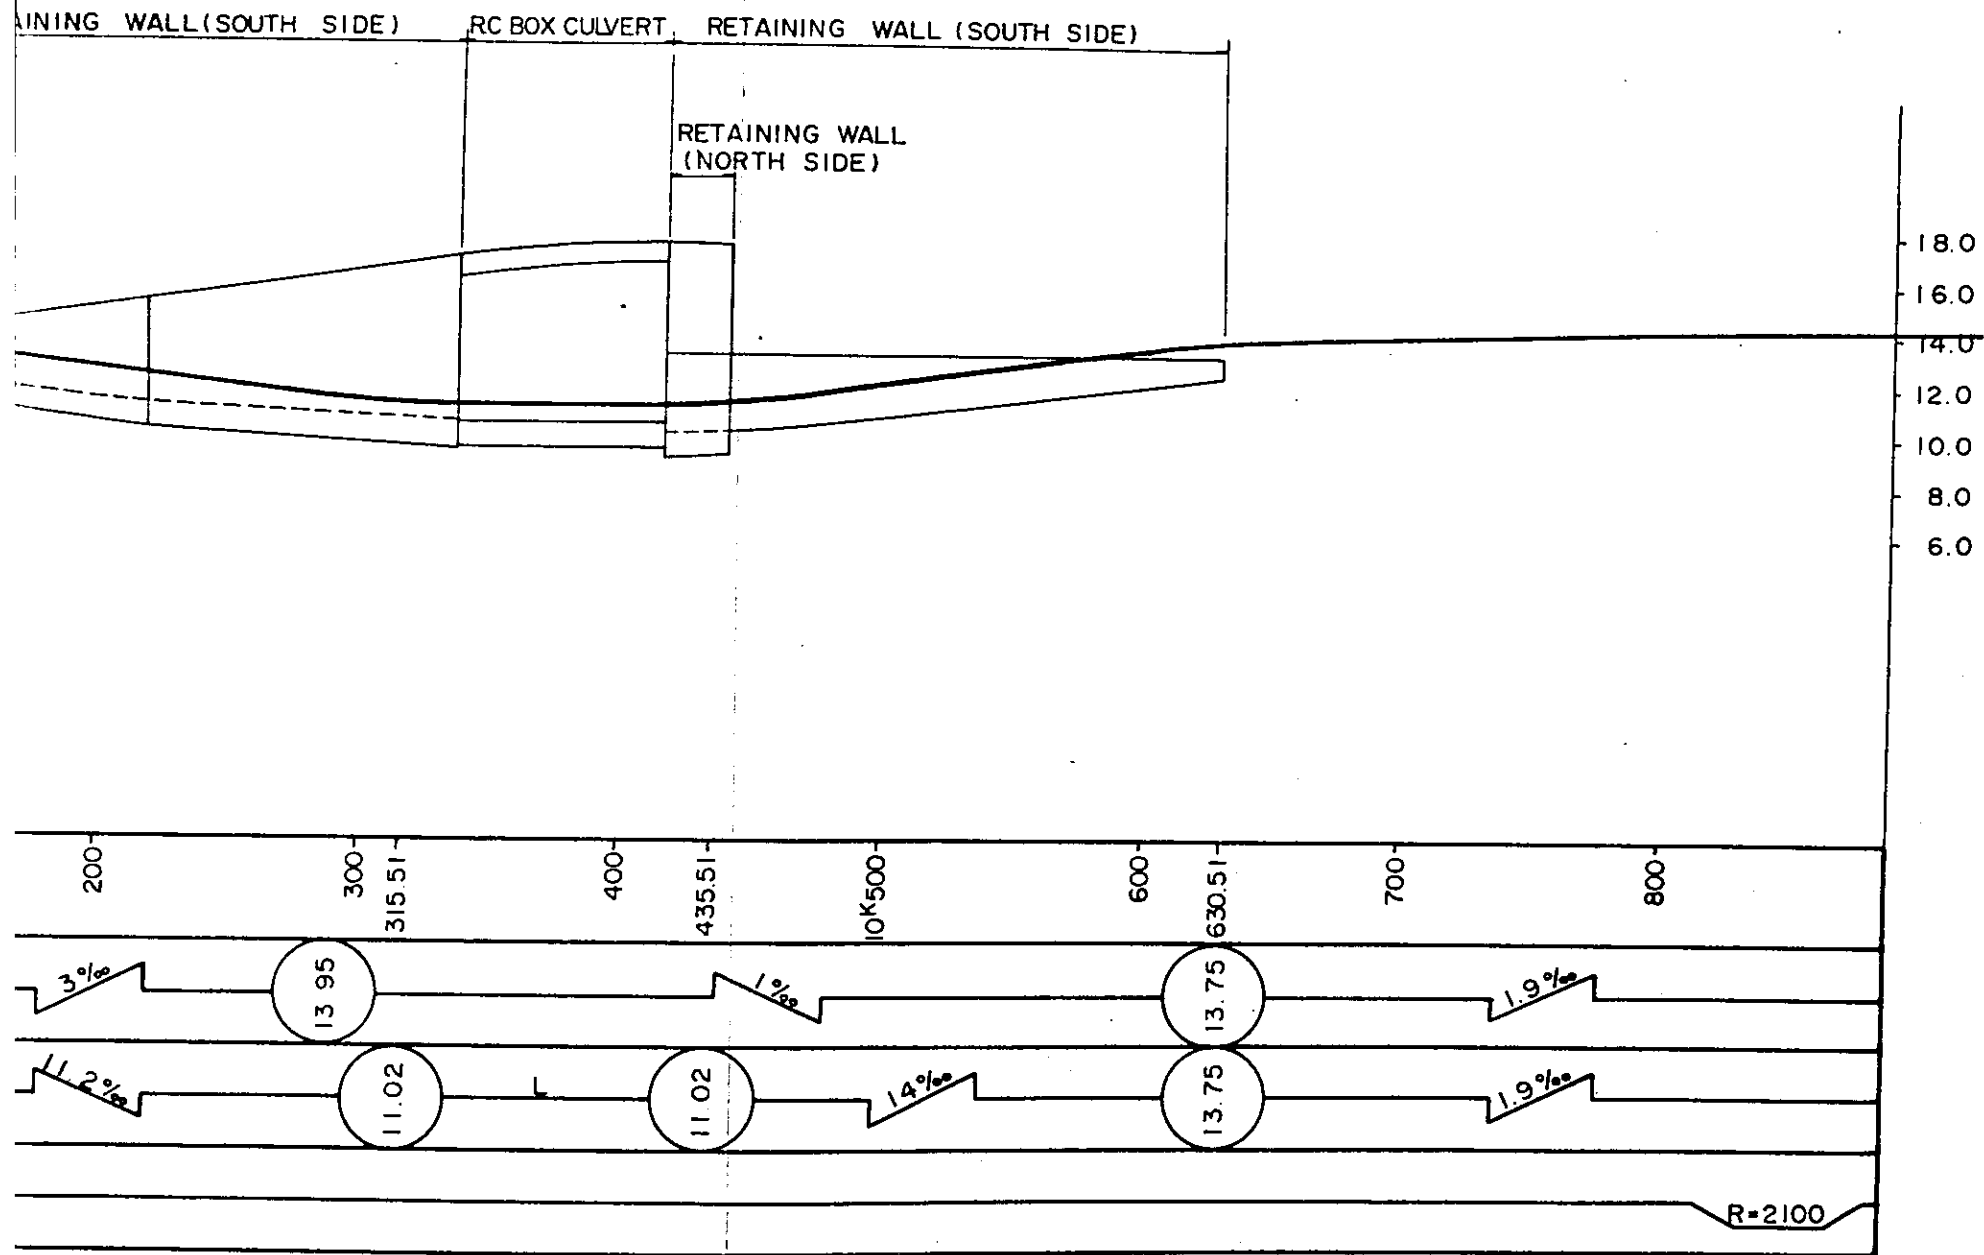 AINING WALL (SOUTH SIDE) RC BOX CULVERT RETAINING WALL (SOUTH SIDE)
RETAINING WALL
(NORTH SIDE)
18.0
16.0
14.0
12.0
10.0
8.0
6.0
200 300 315.51 400 435.51 10K500 600 630.51 700 800
3‰ 13 95 1‰ 13.75 1.9‰
11.2‰ 11.02 L 11.02 14‰ 13.75 1.9‰
R=2100